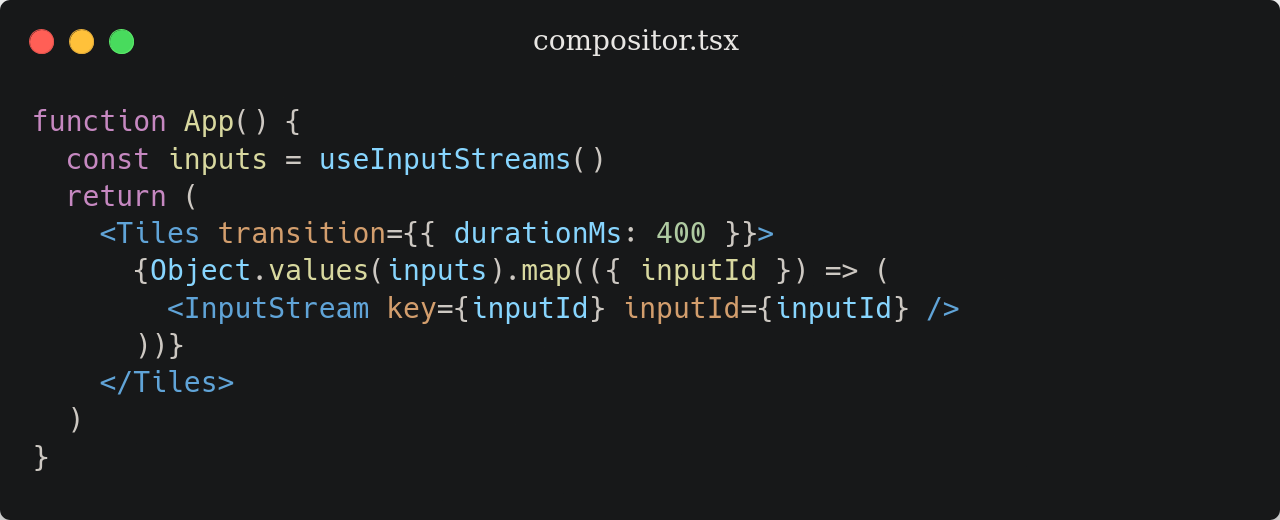 compositor.tsx
function App() {
  const inputs = useInputStreams()
  return (
    <Tiles transition={{ durationMs: 400 }}>
      {Object.values(inputs).map(({ inputId }) => (
        <InputStream key={inputId} inputId={inputId} />
      ))}
    </Tiles>
  )
}